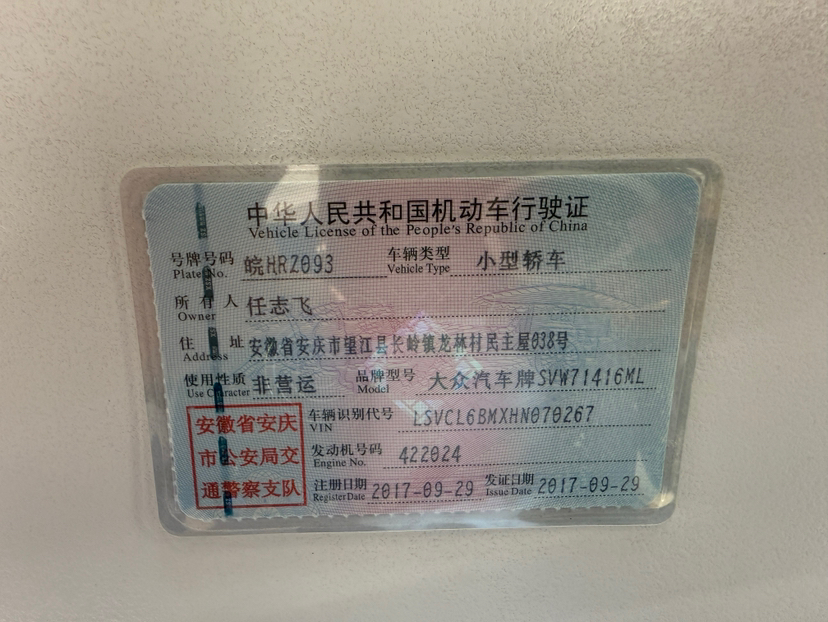 中华人民共和国机动车行驶证
Vehicle License of the People's Republic of China
号牌号码 皖HRZ093 车辆类型 小型轿车
Plate No. Vehicle Type
所有人 任志飞
Owner
住址 安徽省安庆市望江县长岭镇龙林村民主屋038号
Address
使用性质 非营运 品牌型号 大众汽车牌SVW71416ML
Use Character Model
安徽省安庆
市公安局交
通警察支队
车辆识别代号 LSVCL6BMXHN070267
VIN
发动机号码 422024
Engine No.
注册日期 2017-09-29 发证日期 2017-09-29
Register Date Issue Date